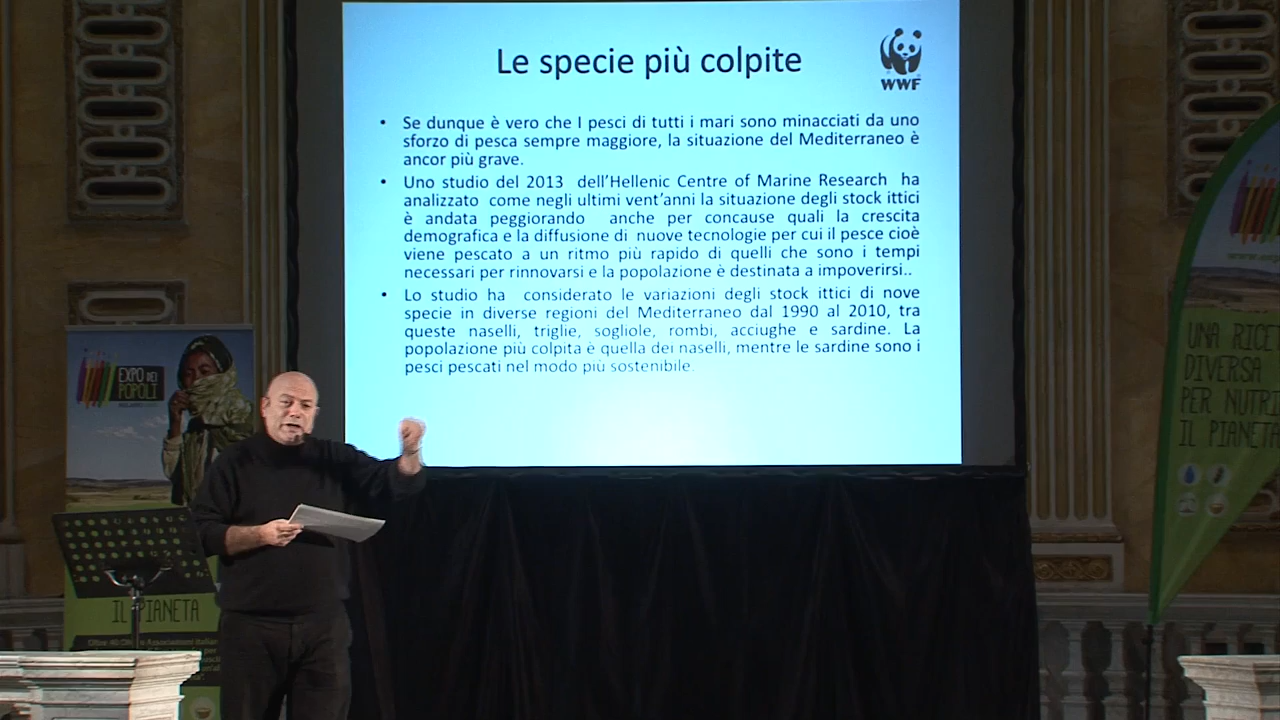 Le specie più colpite
WWF
• Se dunque è vero che I pesci di tutti i mari sono minacciati da uno
sforzo di pesca sempre maggiore, la situazione del Mediterraneo è
ancor più grave.
• Uno studio del 2013 dell’Hellenic Centre of Marine Research ha
analizzato come negli ultimi vent’anni la situazione degli stock ittici
è andata peggiorando anche per concause quali la crescita
demografica e la diffusione di nuove tecnologie per cui il pesce cioè
viene pescato a un ritmo più rapido di quelli che sono i tempi
necessari per rinnovarsi e la popolazione è destinata a impoverirsi..
• Lo studio ha considerato le variazioni degli stock ittici di nove
specie in diverse regioni del Mediterraneo dal 1990 al 2010, tra
queste naselli, triglie, sogliole, rombi, acciughe e sardine. La
popolazione più colpita è quella dei naselli, mentre le sardine sono i
pesci pescati nel modo più sostenibile.
EXPO DEI
POPOLI
IL PIANETA
UNA
DIVERSA
PER
IL PIANETA